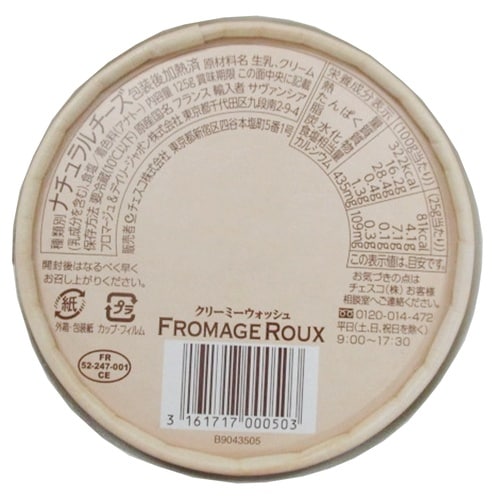 種類別 ナチュラルチーズ 包装後加熱済 原材料名 生乳、クリーム
(乳成分を含む)、食塩／着色料(アナトー) 内容量 125g 賞味期限 この面中央に記載
保存方法 要冷蔵(10℃以下) 原産国名 フランス 輸入者 サヴァンシア
フロマージュ&デイリージャポン株式会社 東京都千代田区九段南2-9-4
販売者 チェスコ株式会社 東京都新宿区四谷本塩町5番1号
栄養成分表示 (100g当たり) (25g当たり)
熱量 322kcal 81kcal
たんぱく質 16.2g 4.1g
脂質 28.4g 7.1g
炭水化物 0.4g 0.1g
食塩相当量 1.3g 0.3g
カルシウム 435mg 109mg
この表示値は、目安です。
開封後はなるべく早く
お召し上がりください。
お気づきの点は
チェスコ(株)お客様
相談室へご連絡ください。
0120-014-472
平日(土、日、祝日を除く)
9:00〜17:30
紙
プラ
外箱・包装紙 カップ・フィルム
FR
52-247-001
CE
クリーミーウォッシュ
FROMAGE ROUX
3 161717 000503
B9043505